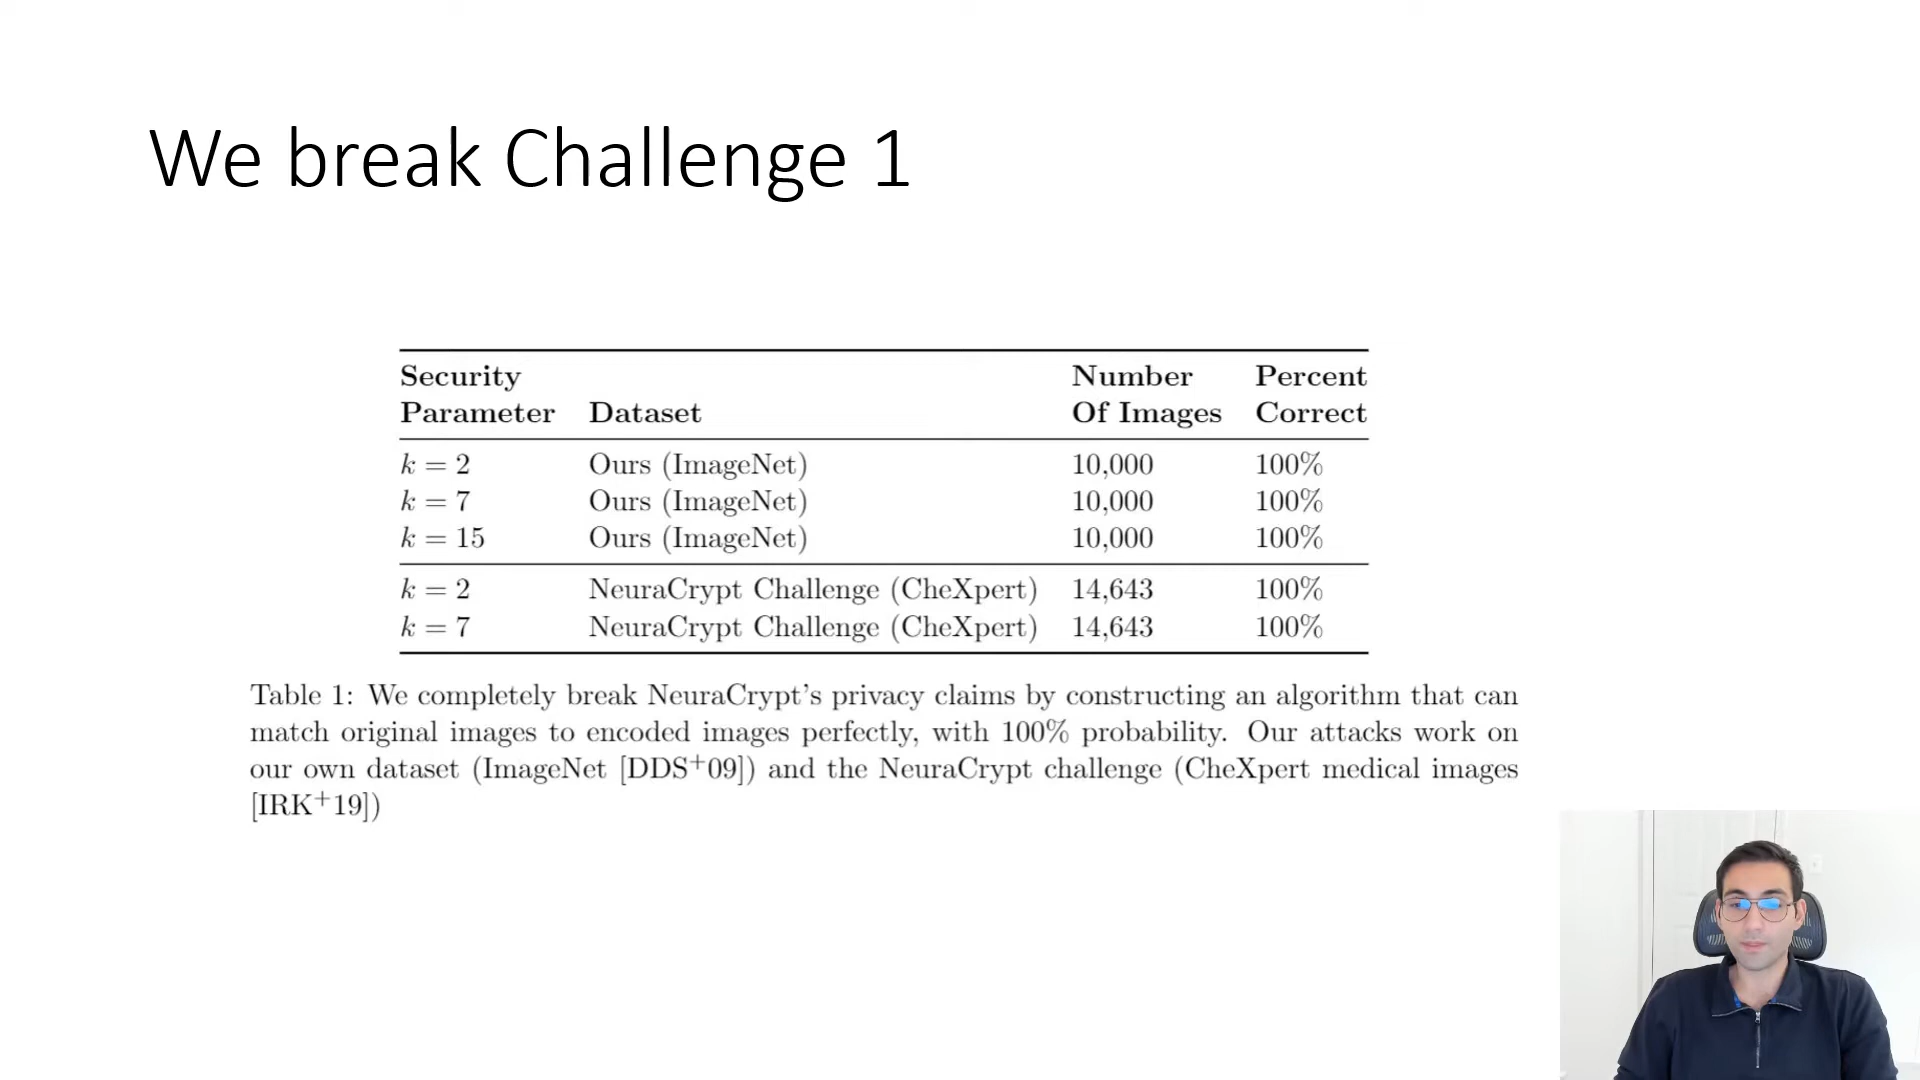 We break Challenge 1
Security Parameter Dataset Number Of Images Percent Correct
k = 2 Ours (ImageNet) 10,000 100%
k = 7 Ours (ImageNet) 10,000 100%
k = 15 Ours (ImageNet) 10,000 100%
k = 2 NeuraCrypt Challenge (CheXpert) 14,643 100%
k = 7 NeuraCrypt Challenge (CheXpert) 14,643 100%
Table 1: We completely break NeuraCrypt's privacy claims by constructing an algorithm that can
match original images to encoded images perfectly, with 100% probability. Our attacks work on
our own dataset (ImageNet [DDS+09]) and the NeuraCrypt challenge (CheXpert medical images
[IRK+19])